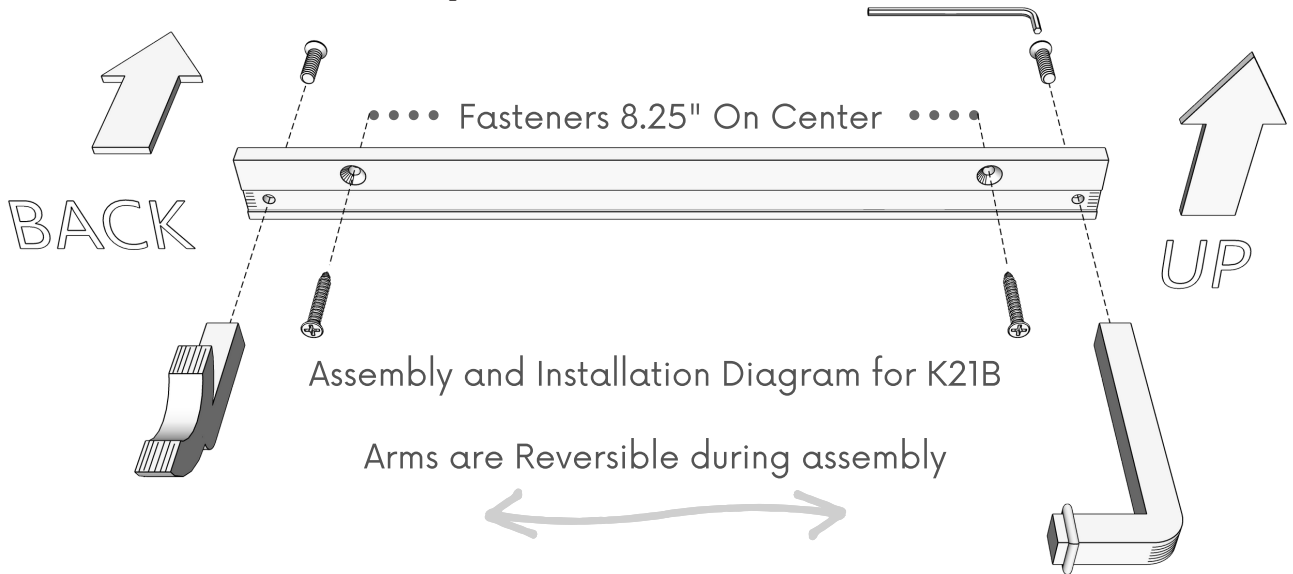 Fasteners 8.25" On Center
BACK
UP
Assembly and Installation Diagram for K21B
Arms are Reversible during assembly